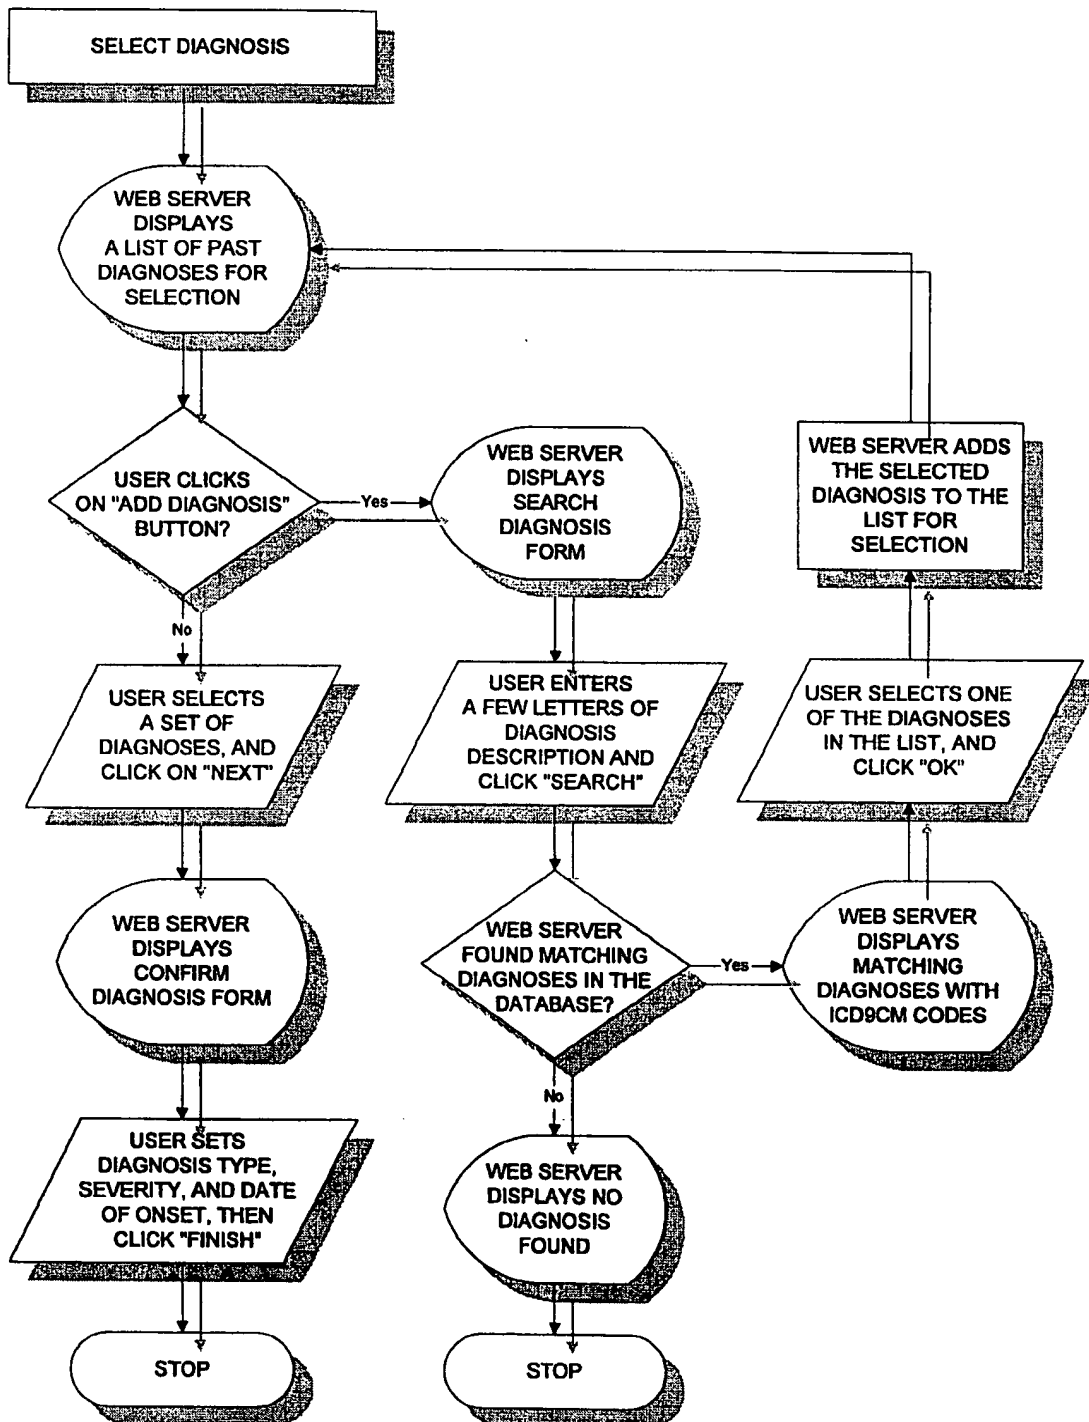 SELECT DIAGNOSIS
WEB SERVER
DISPLAYS
A LIST OF PAST
DIAGNOSES FOR
SELECTION
USER CLICKS
ON "ADD DIAGNOSIS"
BUTTON?
Yes
No
WEB SERVER
DISPLAYS
SEARCH
DIAGNOSIS
FORM
WEB SERVER ADDS
THE SELECTED
DIAGNOSIS TO THE
LIST FOR
SELECTION
USER SELECTS
A SET OF
DIAGNOSES, AND
CLICK ON "NEXT"
USER ENTERS
A FEW LETTERS OF
DIAGNOSIS
DESCRIPTION AND
CLICK "SEARCH"
USER SELECTS ONE
OF THE DIAGNOSES
IN THE LIST, AND
CLICK "OK"
WEB SERVER
DISPLAYS
CONFIRM
DIAGNOSIS FORM
WEB SERVER
FOUND MATCHING
DIAGNOSES IN THE
DATABASE?
Yes
No
WEB SERVER
DISPLAYS
MATCHING
DIAGNOSES WITH
ICD9CM CODES
USER SETS
DIAGNOSIS TYPE,
SEVERITY, AND DATE
OF ONSET, THEN
CLICK "FINISH"
WEB SERVER
DISPLAYS NO
DIAGNOSIS
FOUND
STOP
STOP